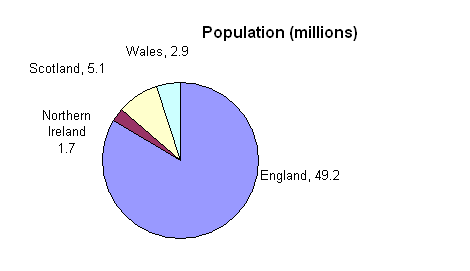 Population (millions)
Wales, 2.9
Scotland, 5.1
Northern
Ireland
1.7
England, 49.2